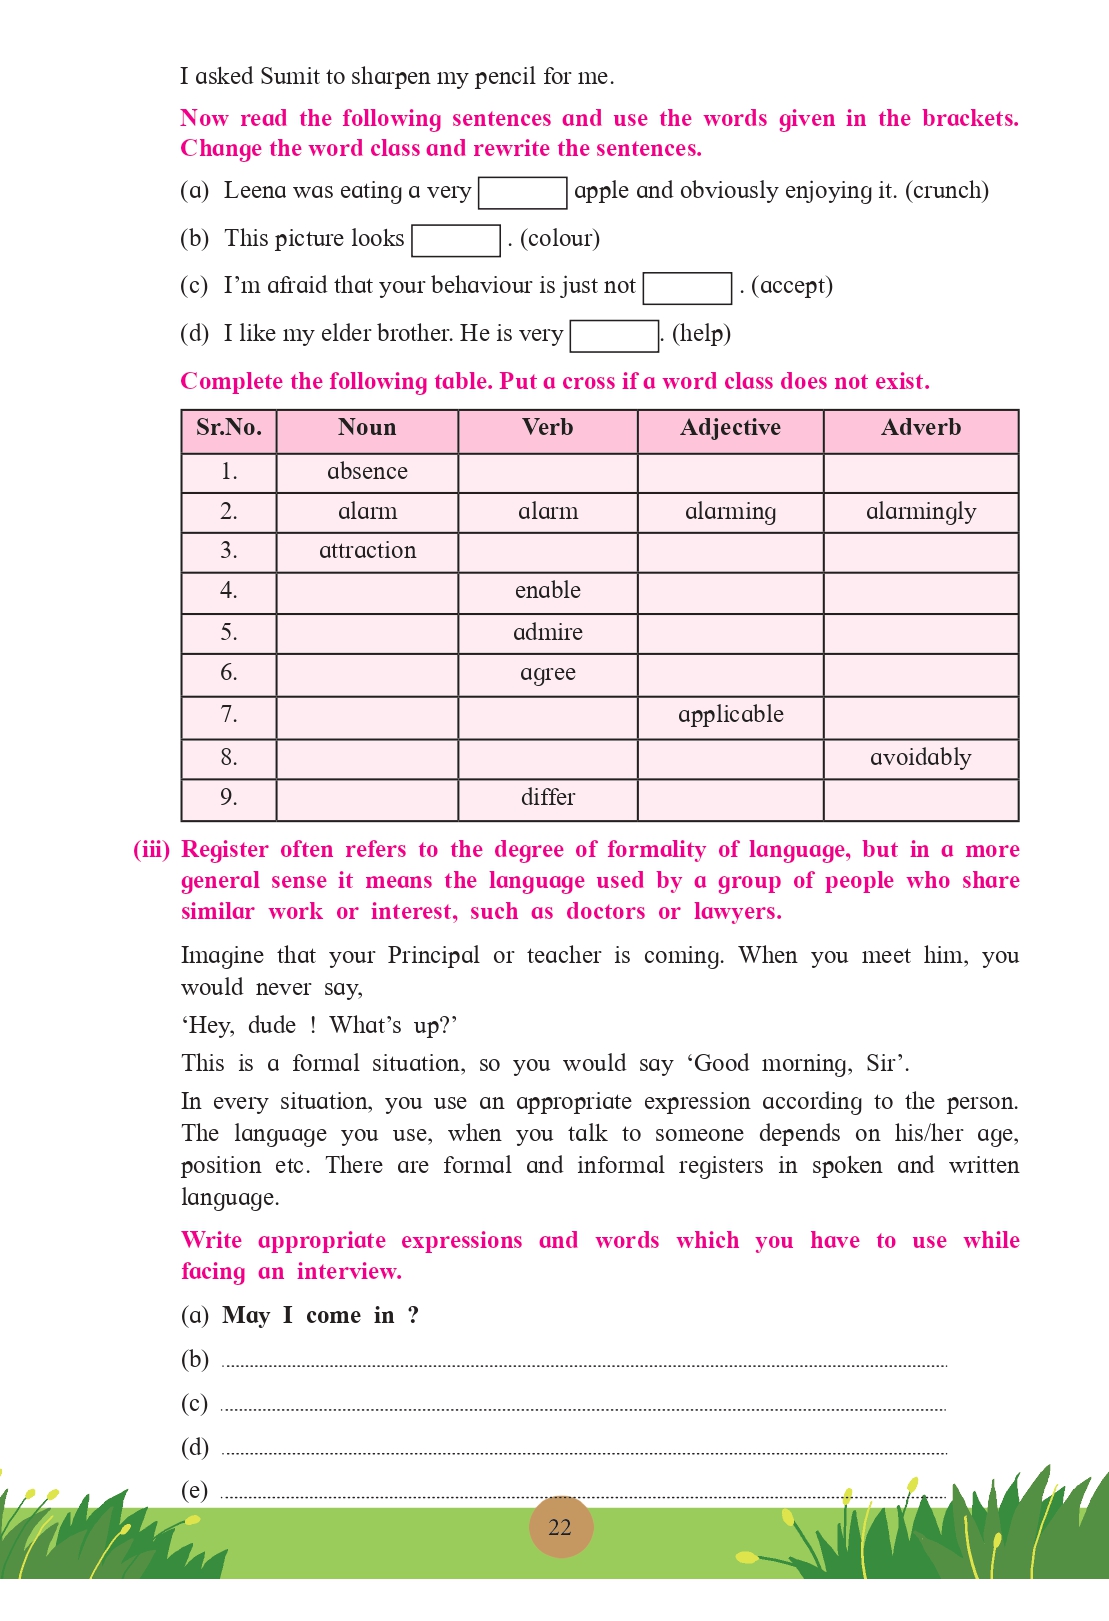 I asked Sumit to sharpen my pencil for me.
Now read the following sentences and use the words given in the brackets.
Change the word class and rewrite the sentences.
(a) Leena was eating a very apple and obviously enjoying it. (crunch)
(b) This picture looks . (colour)
(c) I’m afraid that your behaviour is just not . (accept)
(d) I like my elder brother. He is very . (help)
Complete the following table. Put a cross if a word class does not exist.
Sr.No. Noun Verb Adjective Adverb
1. absence
2. alarm alarm alarming alarmingly
3. attraction
4. enable
5. admire
6. agree
7. applicable
8. avoidably
9. differ
(iii) Register often refers to the degree of formality of language, but in a more
general sense it means the language used by a group of people who share
similar work or interest, such as doctors or lawyers.
Imagine that your Principal or teacher is coming. When you meet him, you
would never say,
‘Hey, dude ! What’s up?’
This is a formal situation, so you would say ‘Good morning, Sir’.
In every situation, you use an appropriate expression according to the person.
The language you use, when you talk to someone depends on his/her age,
position etc. There are formal and informal registers in spoken and written
language.
Write appropriate expressions and words which you have to use while
facing an interview.
(a) May I come in ?
(b)
(c)
(d)
(e)
22